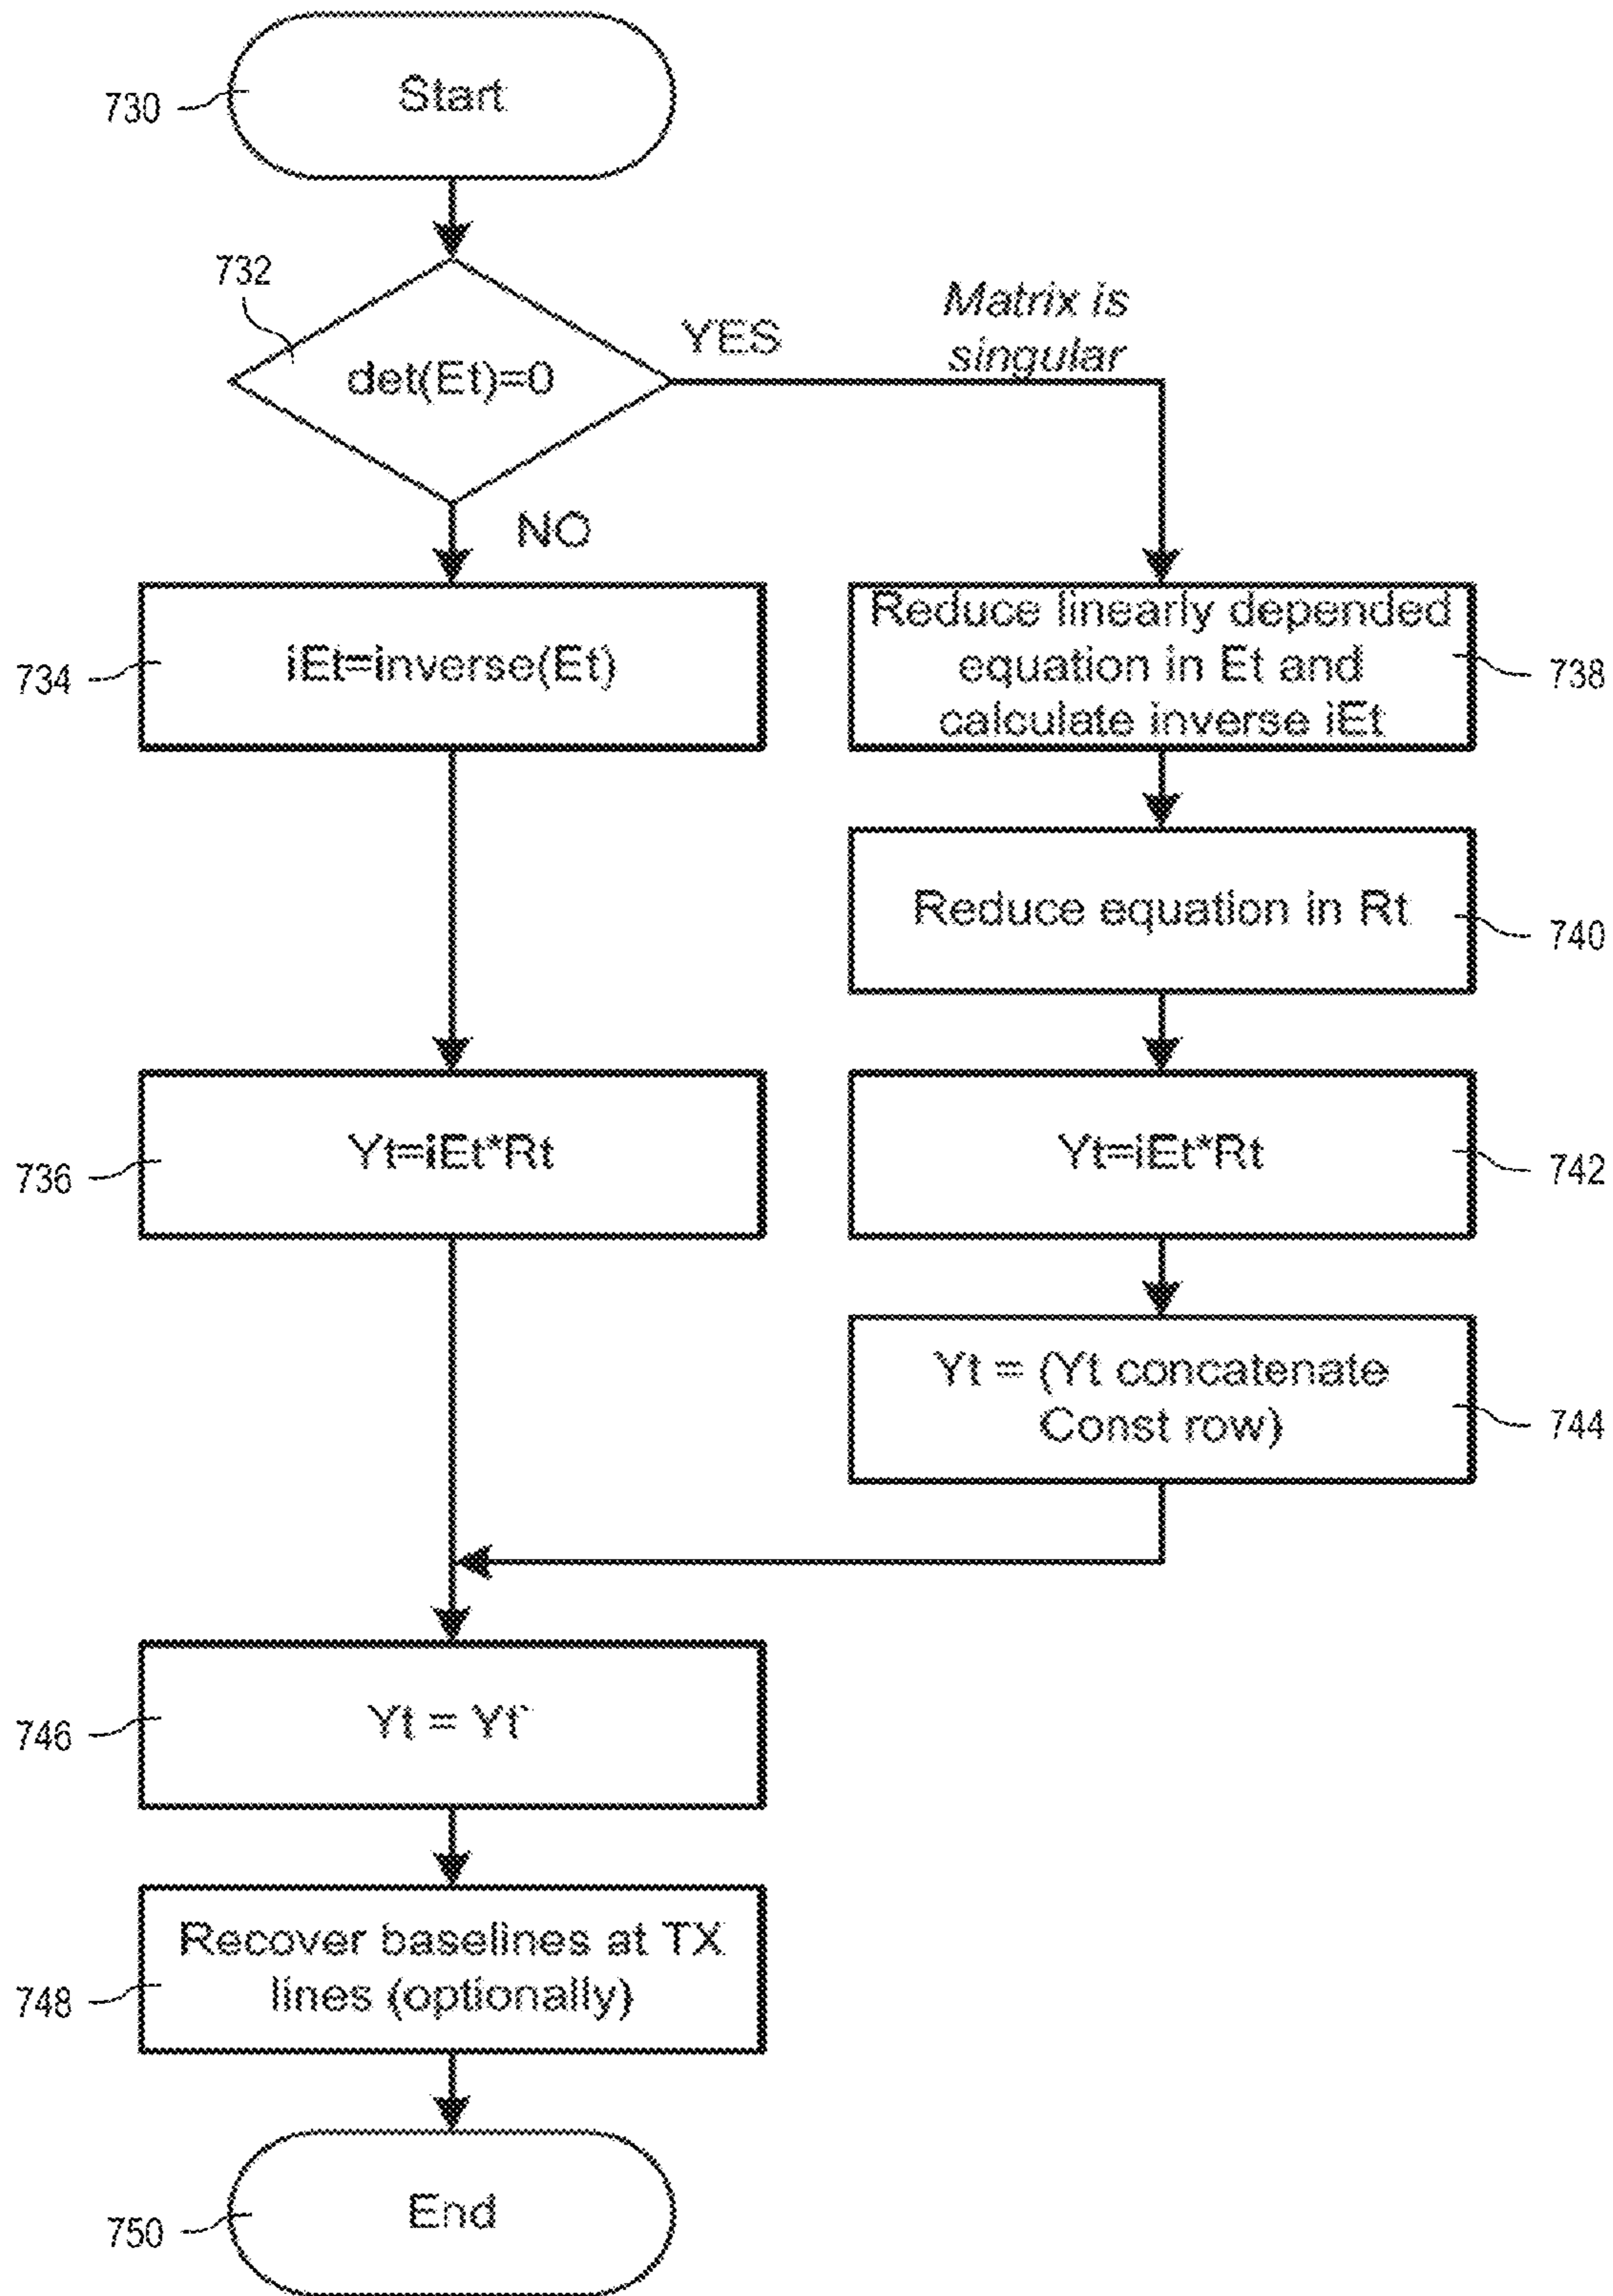 Start
730
732
det(Et)=0
YES
Matrix is
singular
NO
iEt=inverse(Et)
734
Reduce linearly depended
equation in Et and
calculate inverse iEt
738
Reduce equation in Rt
740
Yt=iEt*Rt
736
Yt=iEt*Rt
742
Yt = (Yt concatenate
Const row)
744
Yt = Yt`
746
Recover baselines at TX
lines (optionally)
748
End
750